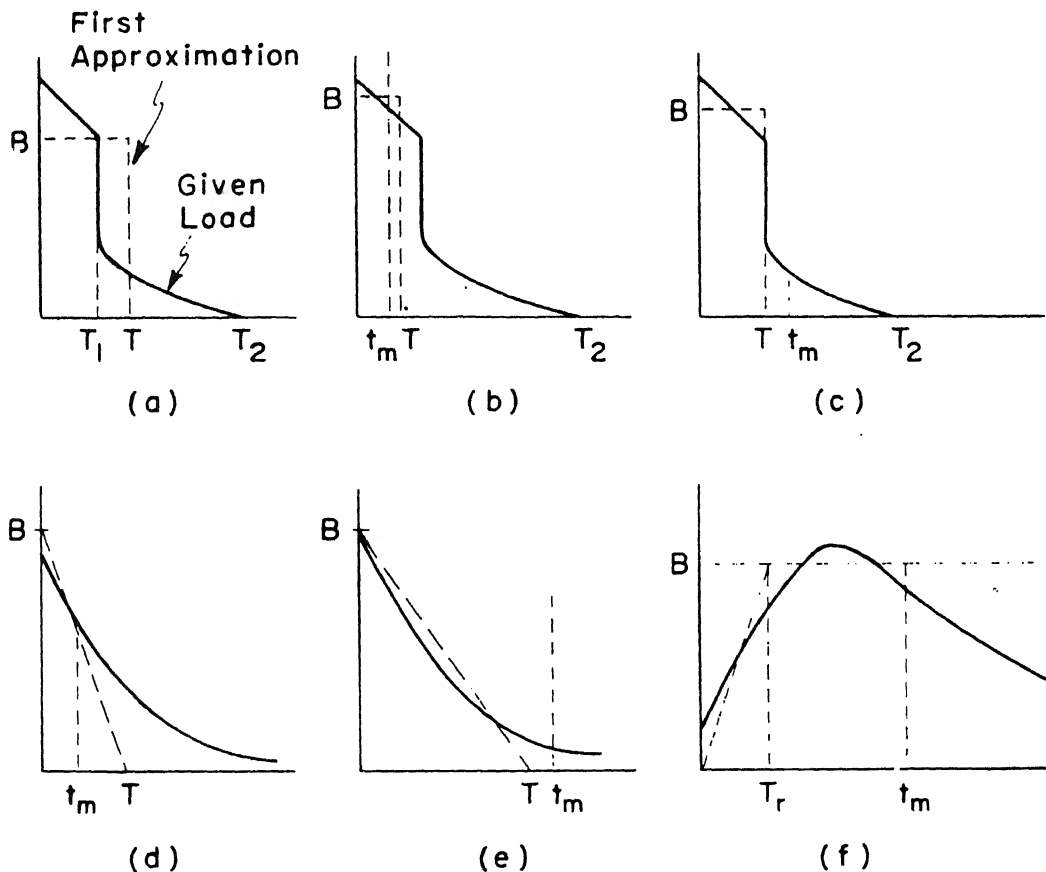 First
Approximation
B
Given
Load
T₁ T T₂
(a)
B
tₘ T T₂
(b)
B
T tₘ T₂
(c)
B
tₘ T
(d)
B
T tₘ
(e)
B
Tᵣ tₘ
(f)